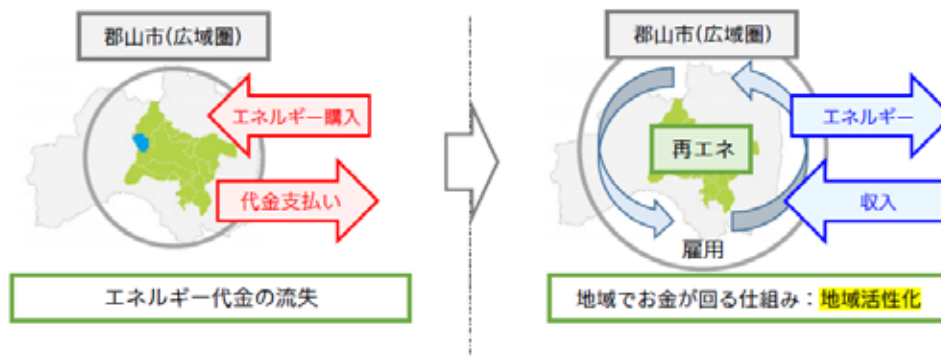 郡山市(広域圏)
エネルギー購入
代金支払い
エネルギー代金の流失
郡山市(広域圏)
エネルギー
再エネ
収入
雇用
地域でお金が回る仕組み：地域活性化